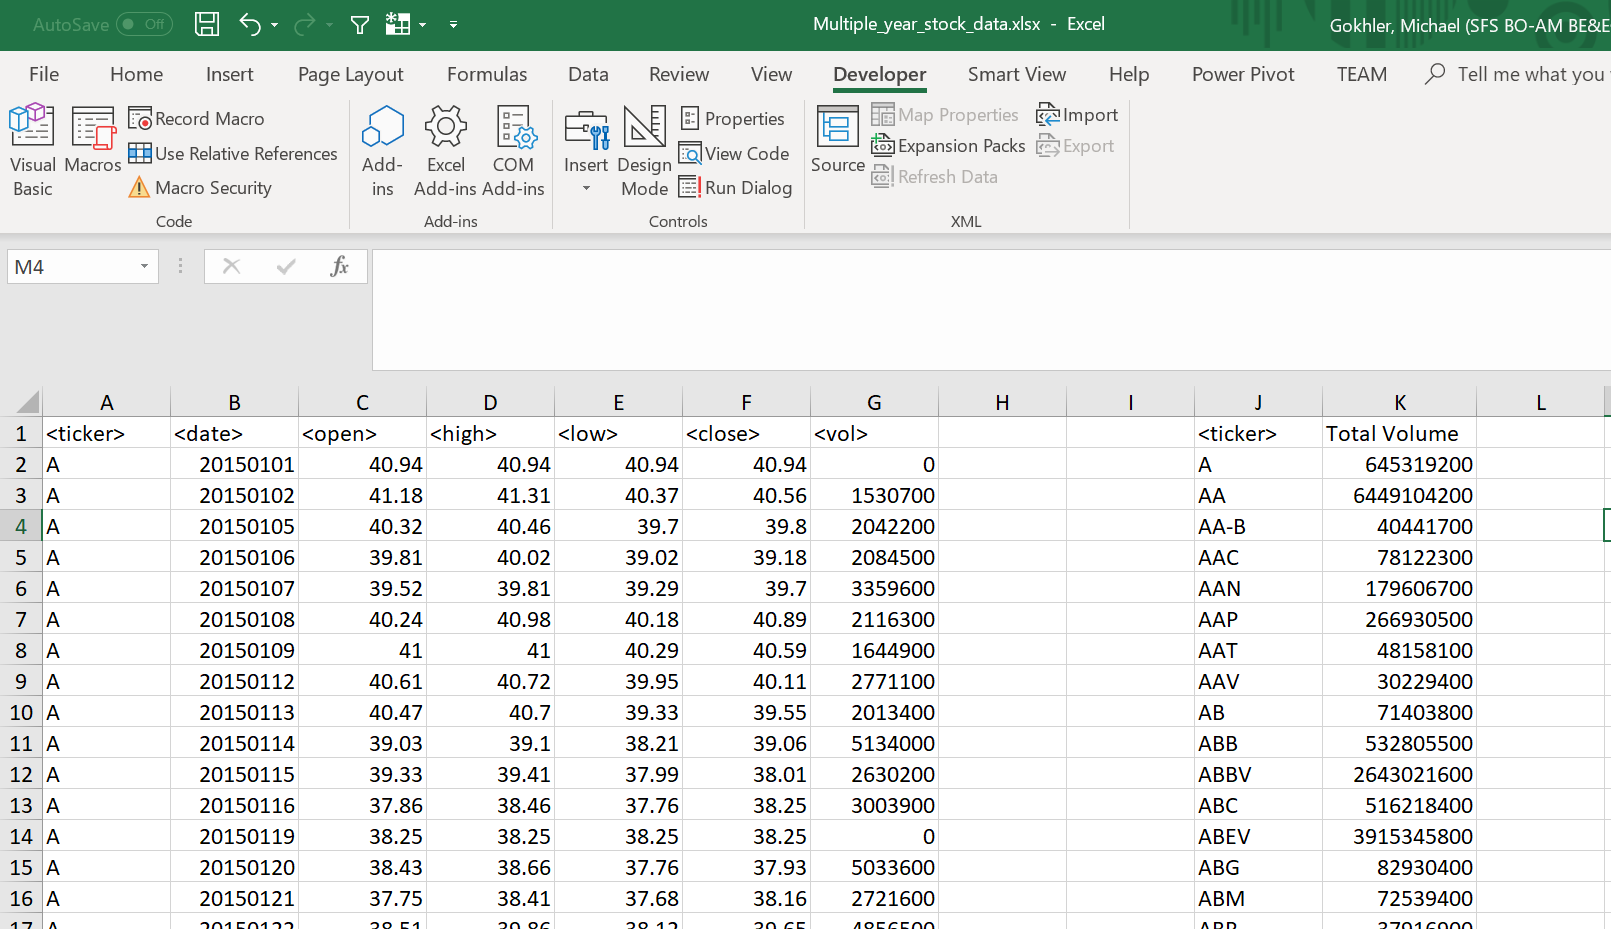 AutoSave Off Multiple_year_stock_data.xlsx - Excel Gokhler, Michael (SFS BO-AM BE&E
File Home Insert Page Layout Formulas Data Review View Developer Smart View Help Power Pivot TEAM Tell me what you
Visual Basic
Macros
Record Macro
Use Relative References
Macro Security
Code
Add-ins
Excel Add-ins
COM Add-ins
Add-ins
Insert
Design Mode
Properties
View Code
Run Dialog
Controls
Source
Map Properties
Expansion Packs
Refresh Data
Import
Export
XML
M4 fx
A B C D E F G H I J K L
1 <ticker> <date> <open> <high> <low> <close> <vol> <ticker> Total Volume
2 A 20150101 40.94 40.94 40.94 40.94 0 A 645319200
3 A 20150102 41.18 41.31 40.37 40.56 1530700 AA 6449104200
4 A 20150105 40.32 40.46 39.7 39.8 2042200 AA-B 40441700
5 A 20150106 39.81 40.02 39.02 39.18 2084500 AAC 78122300
6 A 20150107 39.52 39.81 39.29 39.7 3359600 AAN 179606700
7 A 20150108 40.24 40.98 40.18 40.89 2116300 AAP 266930500
8 A 20150109 41 41 40.29 40.59 1644900 AAT 48158100
9 A 20150112 40.61 40.72 39.95 40.11 2771100 AAV 30229400
10 A 20150113 40.47 40.7 39.33 39.55 2013400 AB 71403800
11 A 20150114 39.03 39.1 38.21 39.06 5134000 ABB 532805500
12 A 20150115 39.33 39.41 37.99 38.01 2630200 ABBV 2643021600
13 A 20150116 37.86 38.46 37.76 38.25 3003900 ABC 516218400
14 A 20150119 38.25 38.25 38.25 38.25 0 ABEV 3915345800
15 A 20150120 38.43 38.66 37.76 37.93 5033600 ABG 82930400
16 A 20150121 37.75 38.41 37.68 38.16 2721600 ABM 72539400
17 A 20150122 38.51 39.86 38.12 39.65 4856500